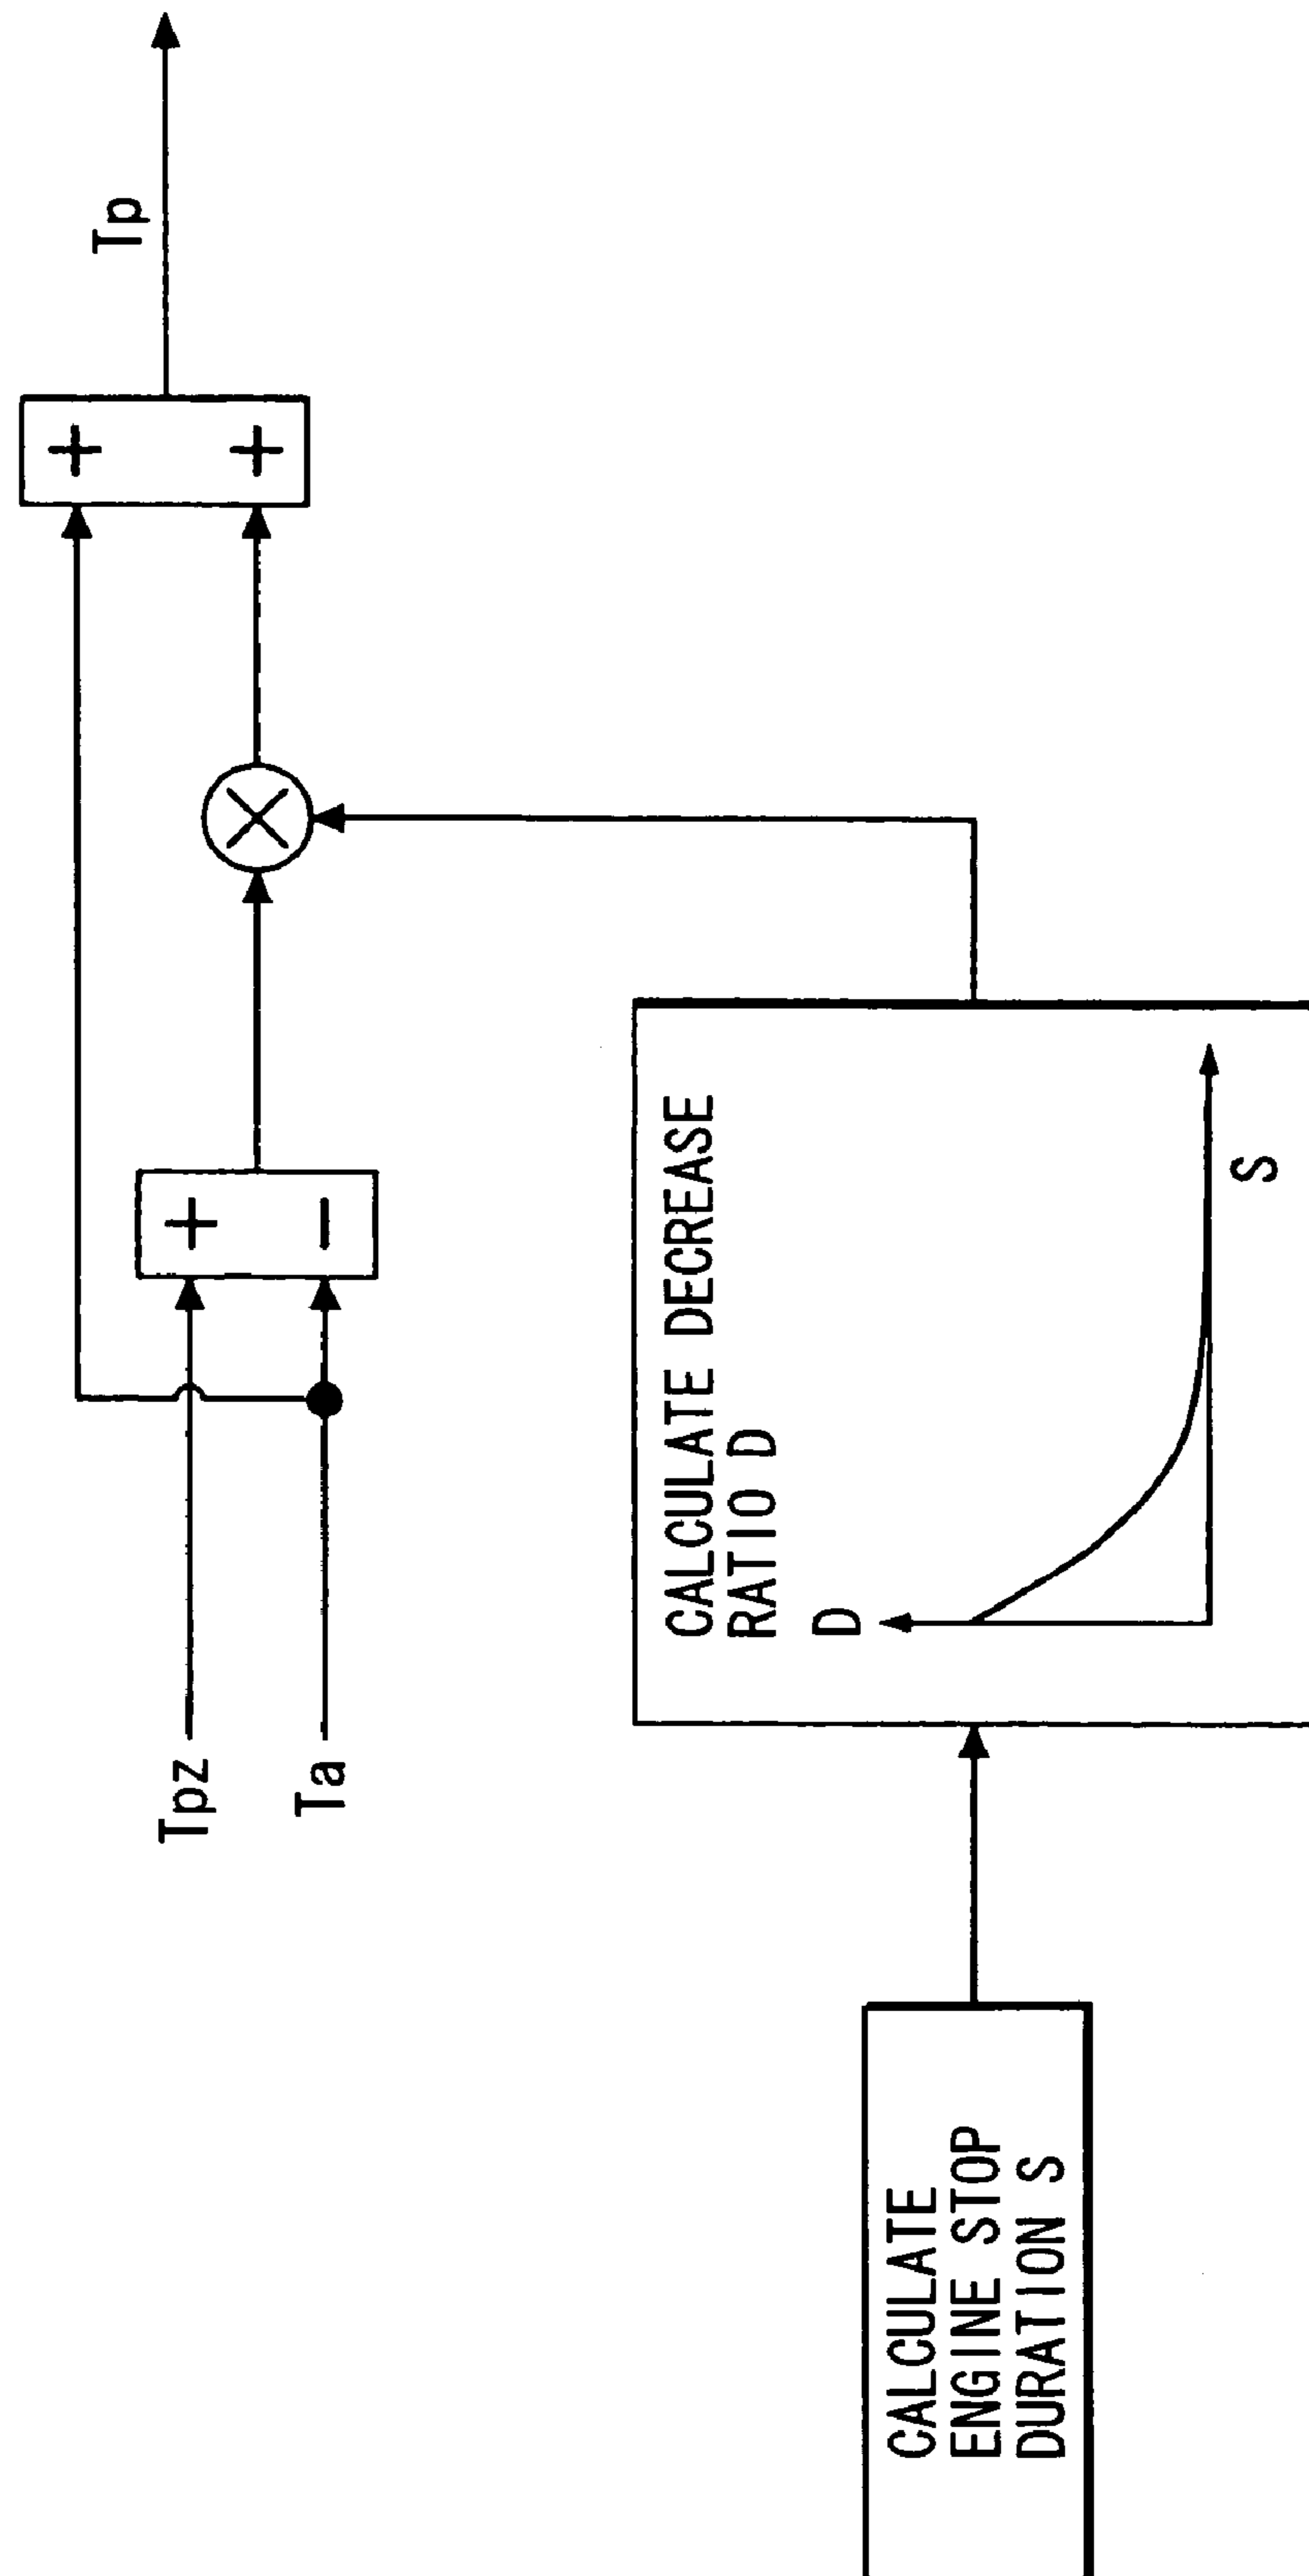 Tpz
Ta
+
−
×
+
+
Tp
CALCULATE
ENGINE STOP
DURATION S
CALCULATE DECREASE
RATIO D
D
S